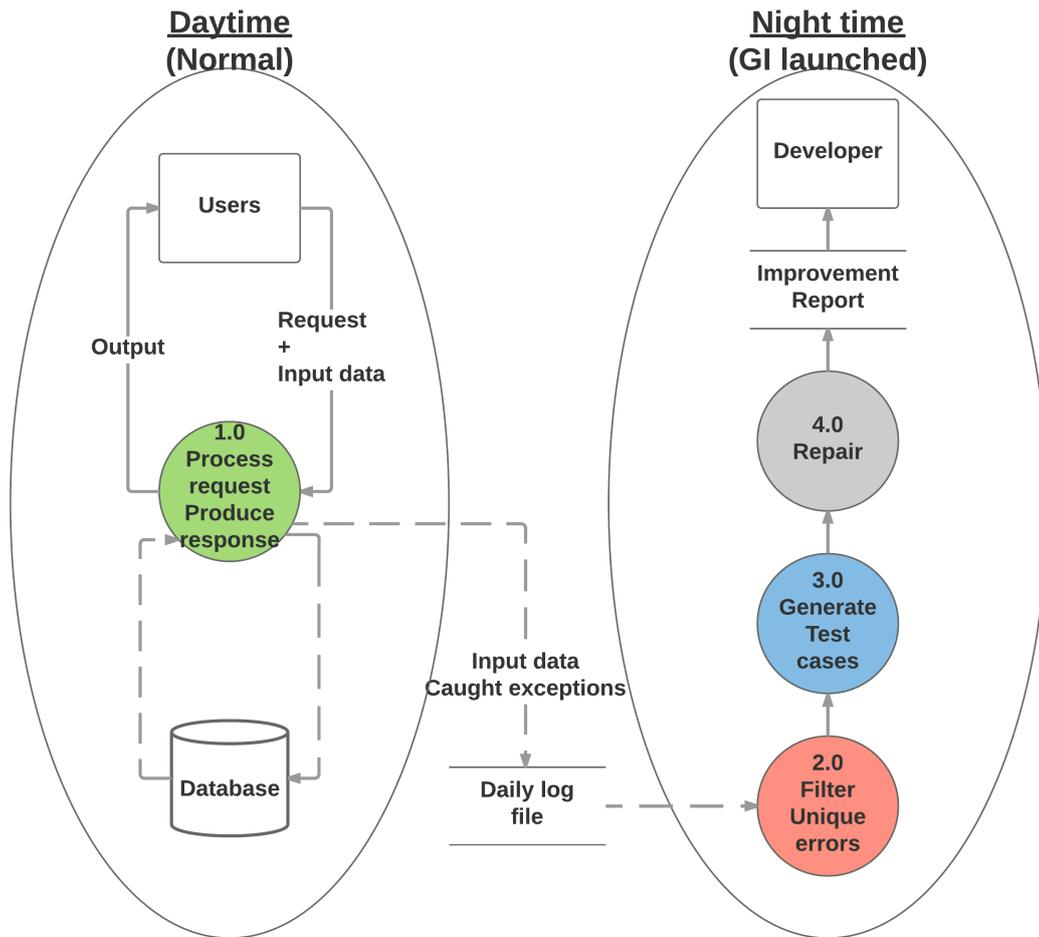 Daytime
(Normal)
Users
Output
Request
+
Input data
1.0
Process
request
Produce
response
Database
Input data
Caught exceptions
Daily log
file
Night time
(GI launched)
Developer
Improvement
Report
4.0
Repair
3.0
Generate
Test
cases
2.0
Filter
Unique
errors